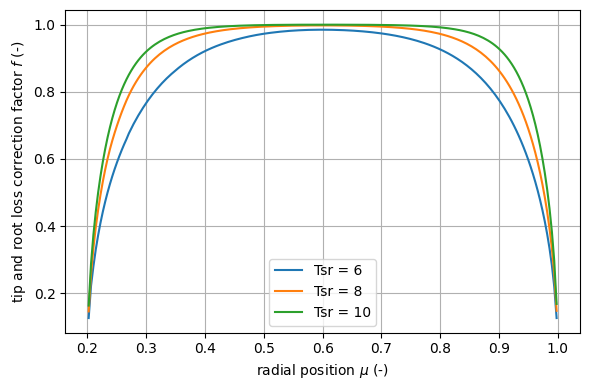 tip and root loss correction factor f (-)
1.0
0.8
0.6
0.4
0.2
Tsr = 6
Tsr = 8
Tsr = 10
0.2 0.3 0.4 0.5 0.6 0.7 0.8 0.9 1.0
radial position μ (-)